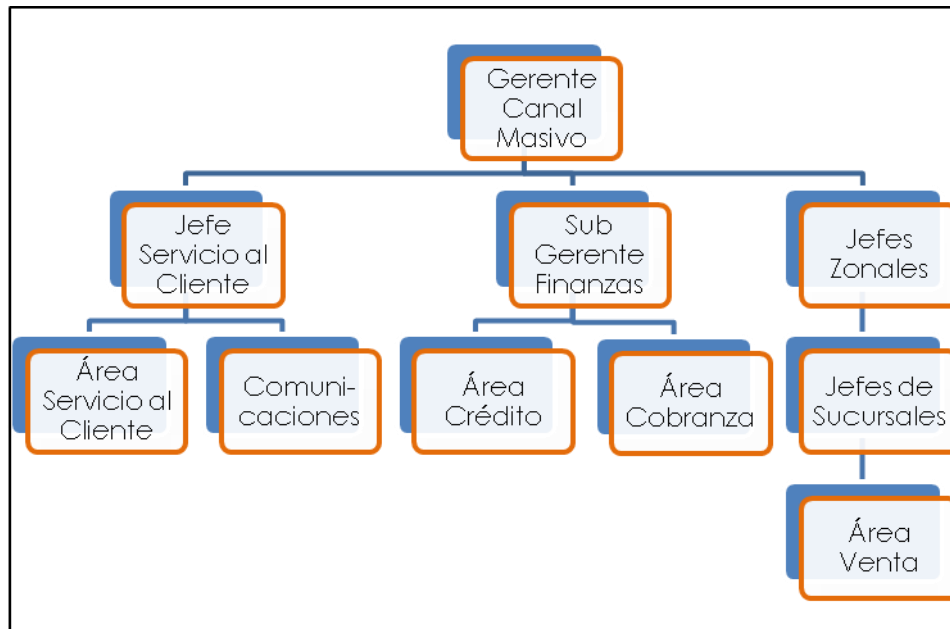 Gerente
Canal
Masivo
Jefe
Servicio al
Cliente
Sub
Gerente
Finanzas
Jefes
Zonales
Área
Servicio al
Cliente
Comuni-
caciones
Área
Crédito
Área
Cobranza
Jefes de
Sucursales
Área
Venta